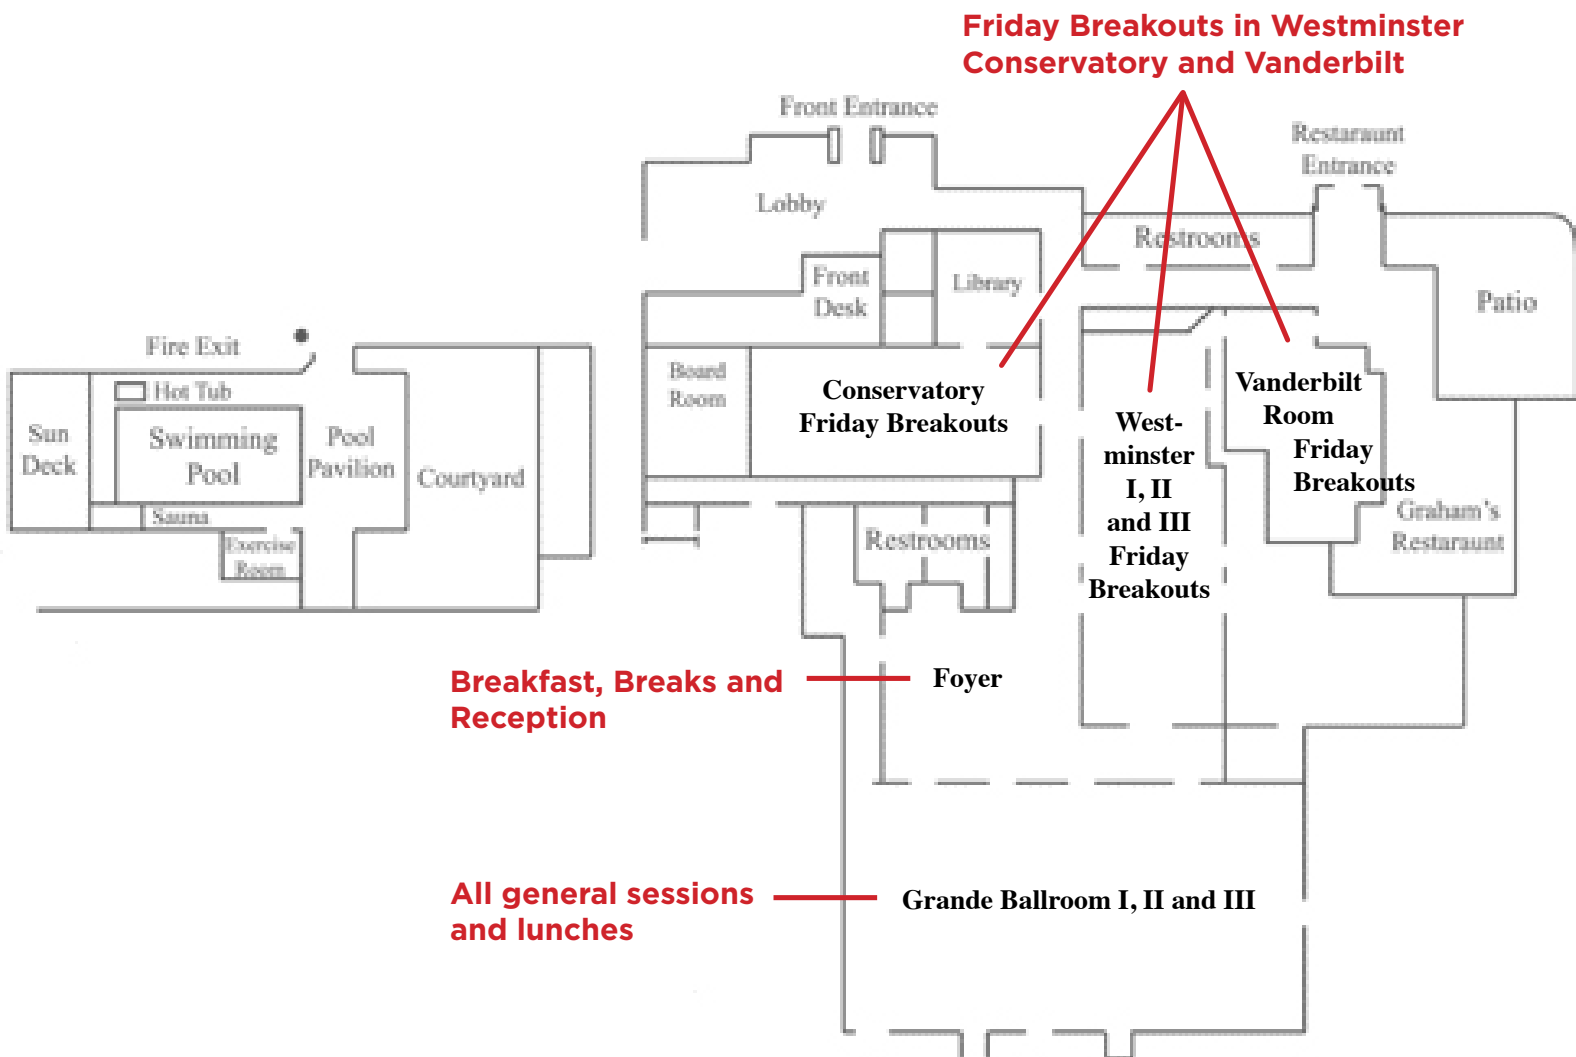 Friday Breakouts in Westminster
Conservatory and Vanderbilt
Front Entrance
Restaraunt
Entrance
Lobby
Restrooms
Front
Desk
Library
Patio
Fire Exit
Hot Tub
Board
Room
Conservatory
Friday Breakouts
Vanderbilt
Room
Friday
Breakouts
West-
minster
I, II
and III
Friday
Breakouts
Sun
Deck
Swimming
Pool
Pool
Pavilion
Courtyard
Sauna
Exercise
Room
Restrooms
Graham's
Restaraunt
Breakfast, Breaks and
Reception
Foyer
All general sessions
and lunches
Grande Ballroom I, II and III